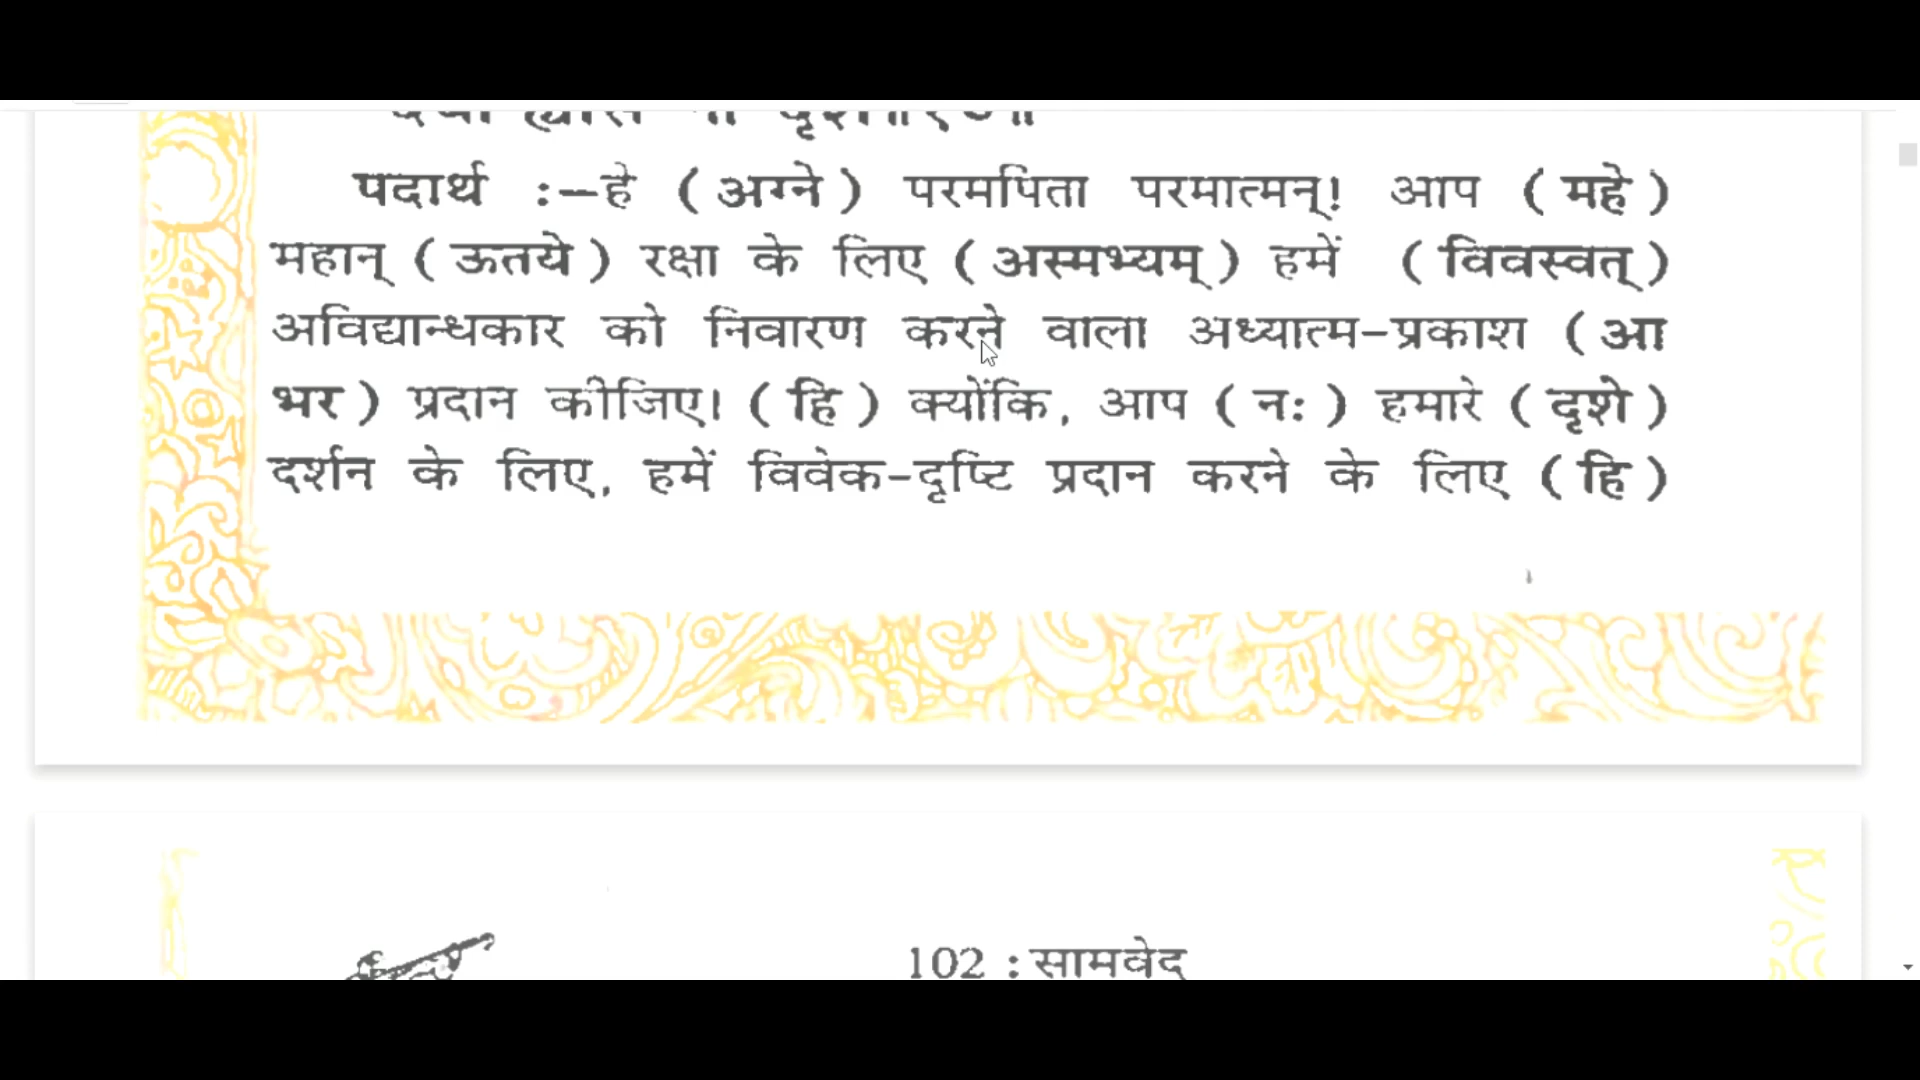 पदार्थ :–हे ( अग्ने ) परमपिता परमात्मन्! आप ( महे )
महान् ( ऊतये ) रक्षा के लिए ( अस्मभ्यम् ) हमें ( विवस्वत् )
अविद्यान्धकार को निवारण करने वाला अध्यात्म-प्रकाश ( आ
भर ) प्रदान कीजिए। ( हि ) क्योंकि, आप ( नः ) हमारे ( दृशे )
दर्शन के लिए, हमें विवेक-दृष्टि प्रदान करने के लिए ( हि )
102 : सामवेद